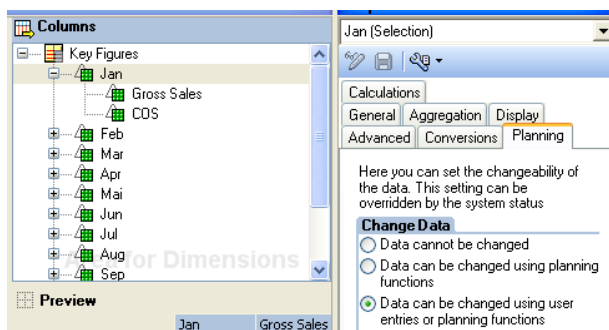 Columns
Key Figures
Jan
Gross Sales
COS
Feb
Mar
Apr
Mai
Jun
Jul
Aug
Sep
Area for Dimensions
Preview
Jan Gross Sales
Jan (Selection)
Calculations
General Aggregation Display
Advanced Conversions Planning
Here you can set the changeability of
the data. This setting can be
overridden by the system status
Change Data
Data cannot be changed
Data can be changed using planning
functions
Data can be changed using user
entries or planning functions